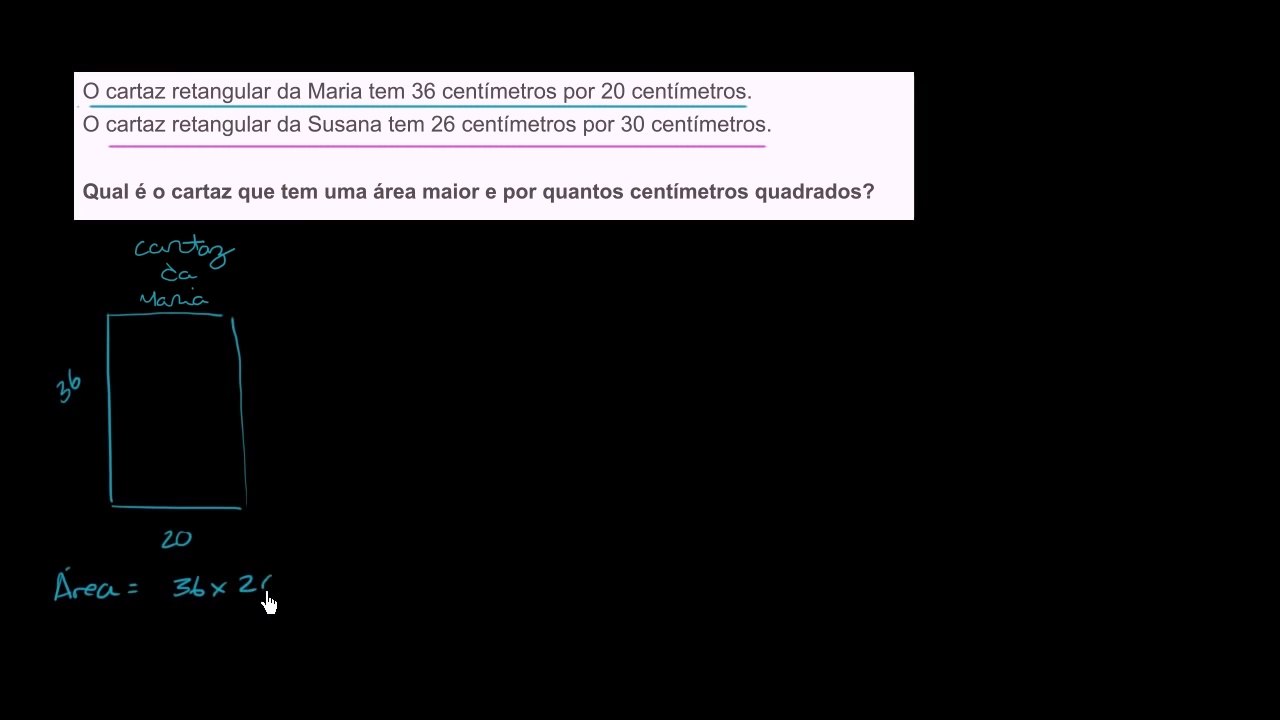 O cartaz retangular da Maria tem 36 centímetros por 20 centímetros.
O cartaz retangular da Susana tem 26 centímetros por 30 centímetros.
Qual é o cartaz que tem uma área maior e por quantos centímetros quadrados?
cartaz
da
Maria
36
20
Área = 36 x 2